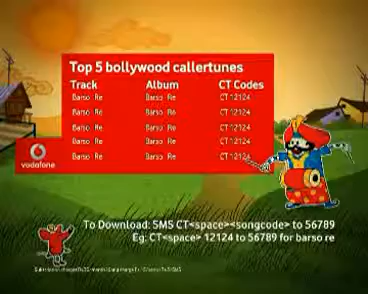 Top 5 bollywood callertunes
Track Album CT Codes
Barso Re Barso Re CT 12124
Barso Re Barso Re CT 12124
Barso Re Barso Re CT 12124
Barso Re Barso Re CT 12124
Barso Re Barso Re CT 12124
vodafone
To Download: SMS CT<space><songcode> to 56789
Eg: CT<space> 12124 to 56789 for barso re